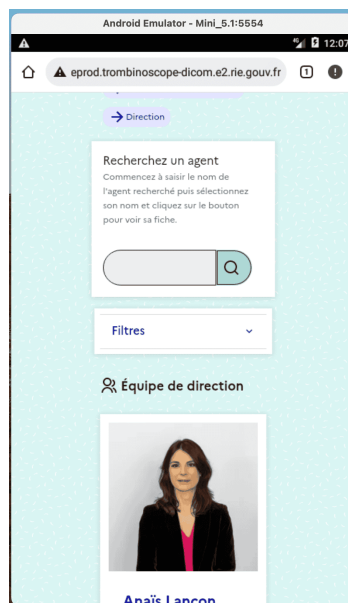 Android Emulator - Mini_5.1:5554
4G 12:07
eprod.trombinoscope-dicom.e2.rie.gouv.fr 1
Direction
Recherchez un agent
Commencez à saisir le nom de
l'agent recherché puis sélectionnez
son nom et cliquez sur le bouton
pour voir sa fiche.
Filtres
Équipe de direction
Anaïs Lançon